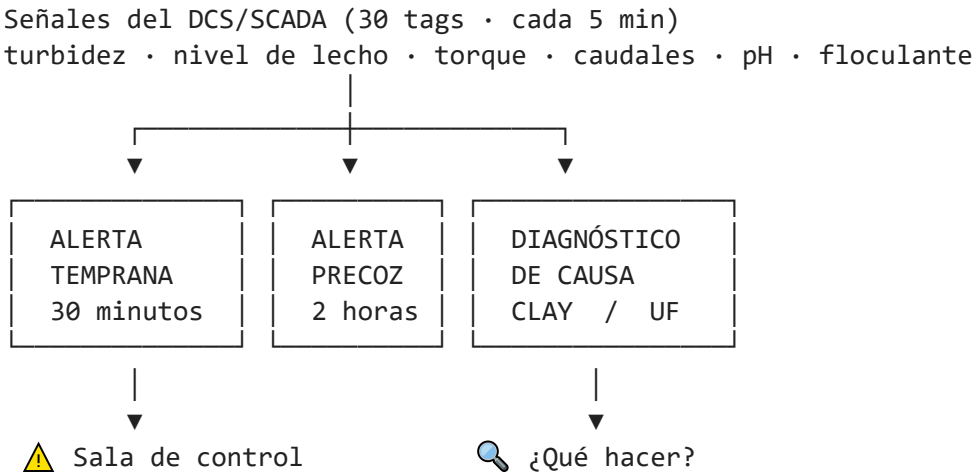 Señales del DCS/SCADA (30 tags · cada 5 min)
turbidez · nivel de lecho · torque · caudales · pH · floculante
ALERTA TEMPRANA 30 minutos
ALERTA PRECOZ 2 horas
DIAGNÓSTICO DE CAUSA CLAY / UF
Sala de control
¿Qué hacer?